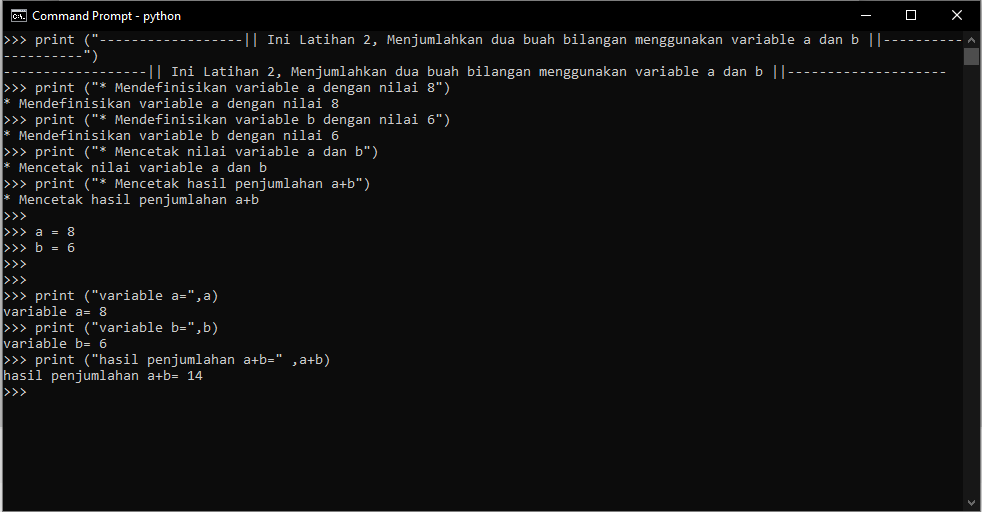 Command Prompt - python
>>> print ("------------------|| Ini Latihan 2, Menjumlahkan dua buah bilangan menggunakan variable a dan b ||----------
----------")
------------------|| Ini Latihan 2, Menjumlahkan dua buah bilangan menggunakan variable a dan b ||--------------------
>>> print ("* Mendefinisikan variable a dengan nilai 8")
* Mendefinisikan variable a dengan nilai 8
>>> print ("* Mendefinisikan variable b dengan nilai 6")
* Mendefinisikan variable b dengan nilai 6
>>> print ("* Mencetak nilai variable a dan b")
* Mencetak nilai variable a dan b
>>> print ("* Mencetak hasil penjumlahan a+b")
* Mencetak hasil penjumlahan a+b
>>>
>>> a = 8
>>> b = 6
>>>
>>>
>>> print ("variable a=",a)
variable a= 8
>>> print ("variable b=",b)
variable b= 6
>>> print ("hasil penjumlahan a+b=" ,a+b)
hasil penjumlahan a+b= 14
>>>